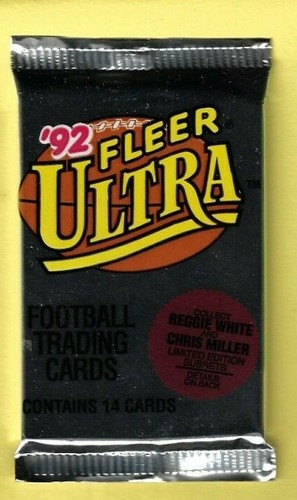 '92 FLEER®
ULTRA™
FOOTBALL
TRADING
CARDS
CONTAINS 14 CARDS
COLLECT
REGGIE WHITE
AND
CHRIS MILLER
LIMITED EDITION
SUBSETS
DETAILS
ON BACK